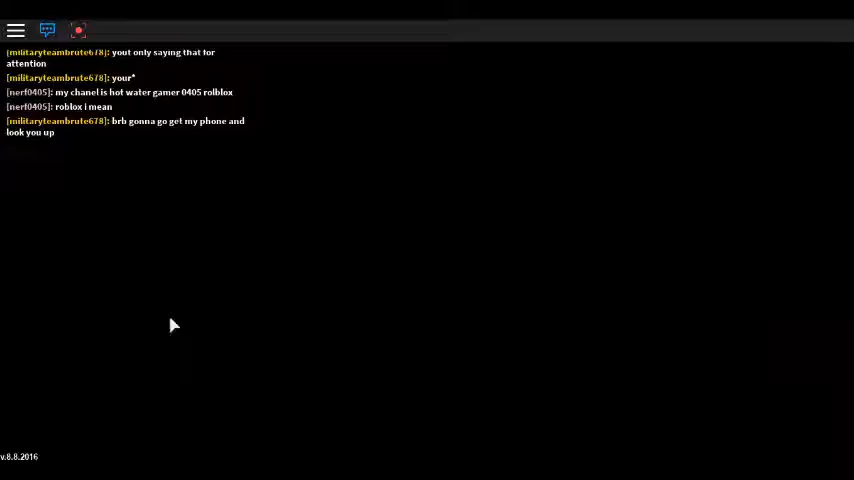 [militaryteambrute678]: yout only saying that for
attention
[militaryteambrute678]: your*
[nerf0405]: my chanel is hot water gamer 0405 rolblox
[nerf0405]: roblox i mean
[militaryteambrute678]: brb gonna go get my phone and
look you up
v.8.8.2016